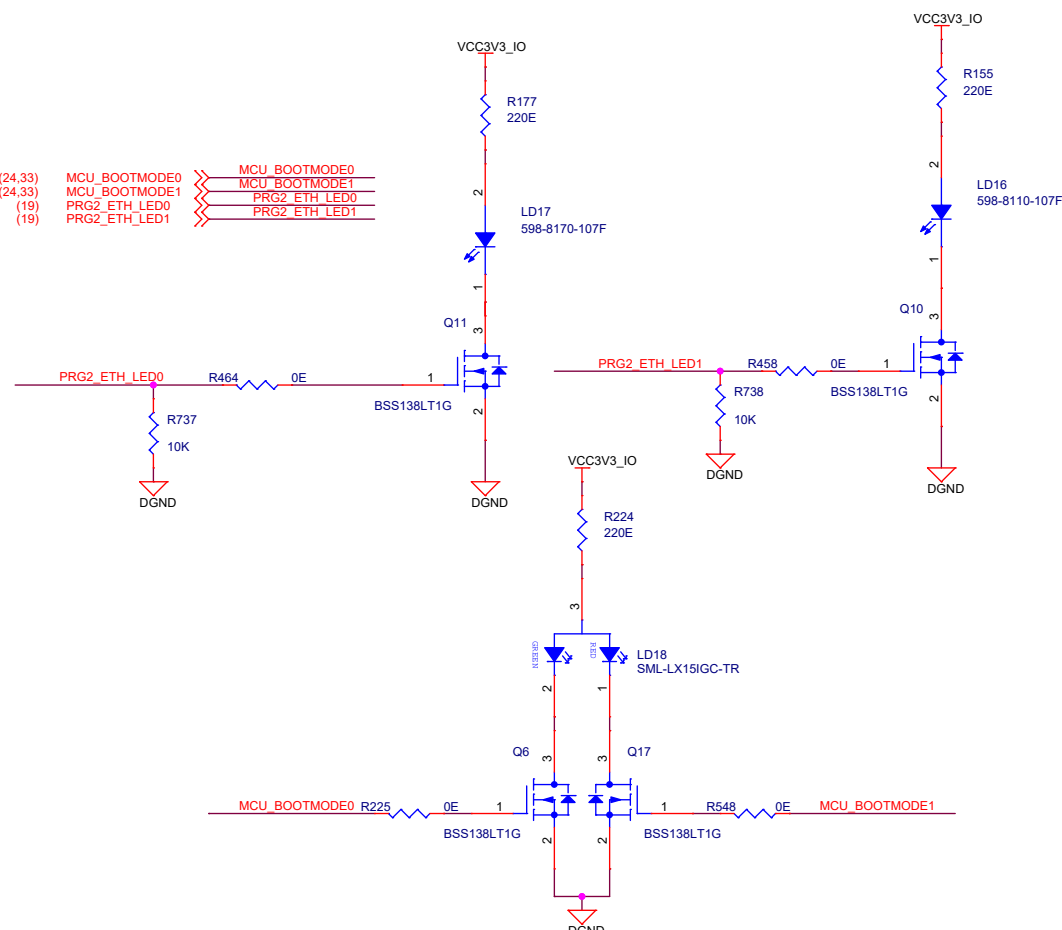 VCC3V3_IO
R155
220E
2
LD16
598-8110-107F
1
Q10
3
PRG2_ETH_LED1
R458
0E
1
BSS138LT1G
R738
10K
2
DGND
DGND
VCC3V3_IO
R177
220E
(24,33) MCU_BOOTMODE0 MCU_BOOTMODE0
(24,33) MCU_BOOTMODE1 MCU_BOOTMODE1
(19) PRG2_ETH_LED0 PRG2_ETH_LED0
(19) PRG2_ETH_LED1 PRG2_ETH_LED1
2
LD17
598-8170-107F
1
Q11
3
PRG2_ETH_LED0
R464
0E
1
BSS138LT1G
R737
10K
2
DGND
DGND
VCC3V3_IO
R224
220E
3
GREEN
RED
LD18
SML-LX15IGC-TR
2
1
Q6
3
3
Q17
MCU_BOOTMODE0
R225
0E
1
1
R548
0E
MCU_BOOTMODE1
BSS138LT1G
BSS138LT1G
2
2
DGND